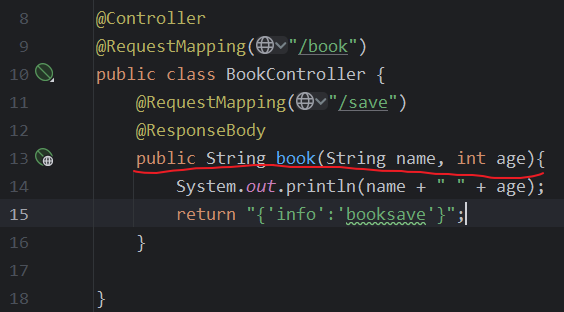 8 @Controller
9 @RequestMapping("/book")
10 public class BookController {
11 @RequestMapping("/save")
12 @ResponseBody
13 public String book(String name, int age){
14 System.out.println(name + " " + age);
15 return "{'info':'booksave'}";
16 }
17
18 }